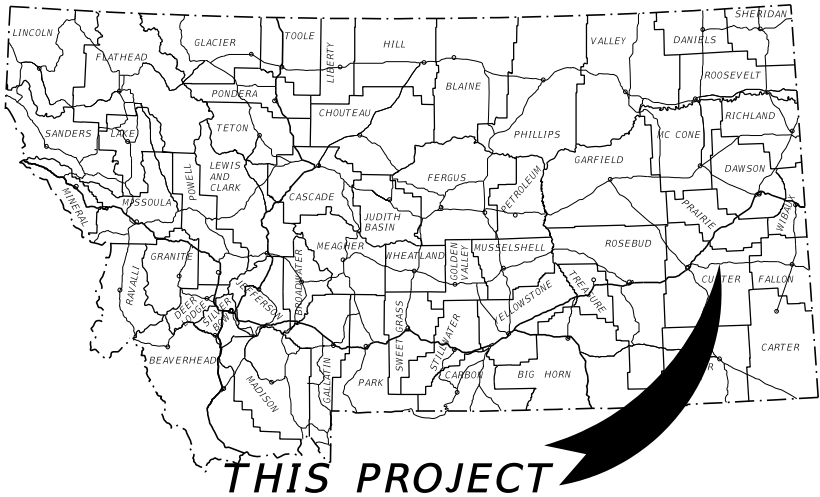 SHERIDAN
LINCOLN
GLACIER
TOOLE
LIBERTY
HILL
VALLEY
DANIELS
FLATHEAD
ROOSEVELT
PONDERA
BLAINE
CHOUTEAU
RICHLAND
SANDERS
LAKE
TETON
PHILLIPS
MC CONE
GARFIELD
LEWIS
AND
CLARK
POWELL
FERGUS
PETROLEUM
DAWSON
MINERAL
MISSOULA
CASCADE
JUDITH
BASIN
PRAIRIE
WIBAUX
MEAGHER
WHEATLAND
GOLDEN
VALLEY
MUSSELSHELL
ROSEBUD
GRANITE
RAVALLI
BROADWATER
JEFFERSON
DEER
LODGE
SILVER
BOW
TREASURE
FALLON
YELLOWSTONE
SWEET GRASS
STILLWATER
CARTER
BEAVERHEAD
MADISON
GALLATIN
PARK
CARBON
BIG HORN
THIS PROJECT